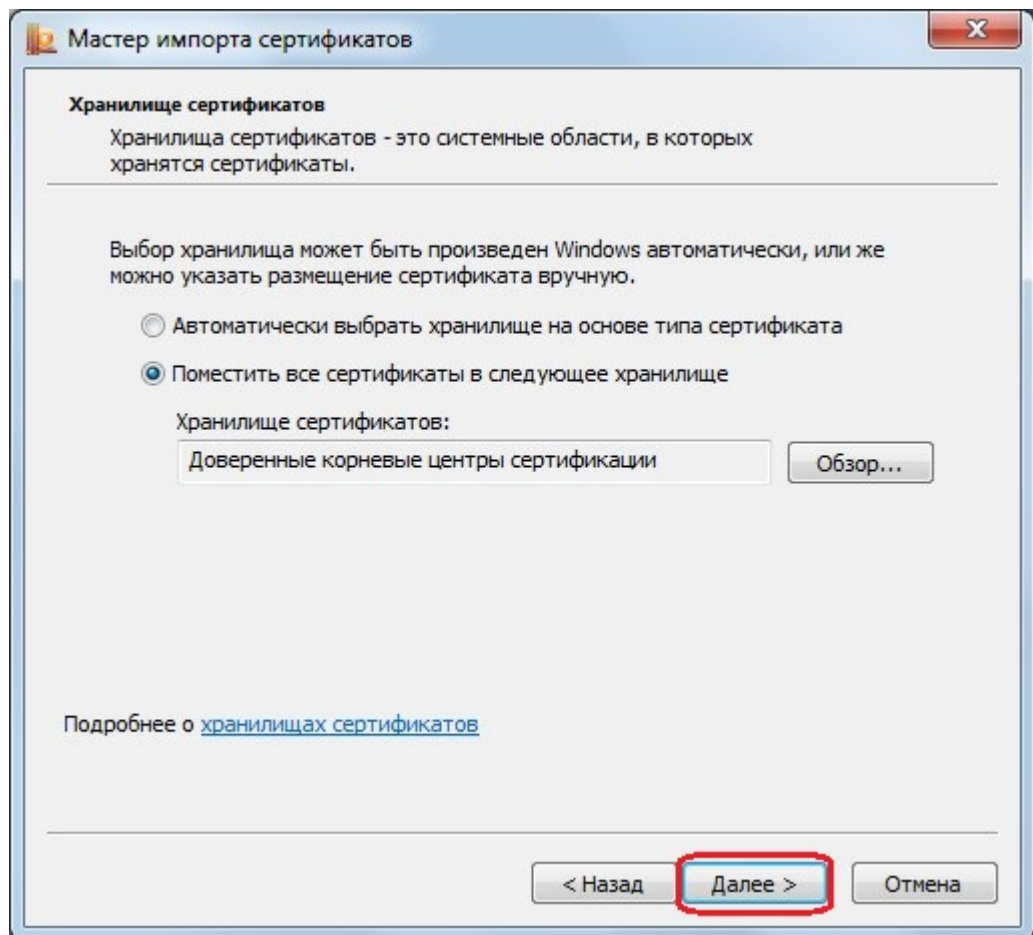 Мастер импорта сертификатов
Хранилище сертификатов
Хранилища сертификатов - это системные области, в которых
хранятся сертификаты.
Выбор хранилища может быть произведен Windows автоматически, или же
можно указать размещение сертификата вручную.
Автоматически выбрать хранилище на основе типа сертификата
Поместить все сертификаты в следующее хранилище
Хранилище сертификатов:
Доверенные корневые центры сертификации
Обзор...
Подробнее о хранилищах сертификатов
< Назад
Далее >
Отмена